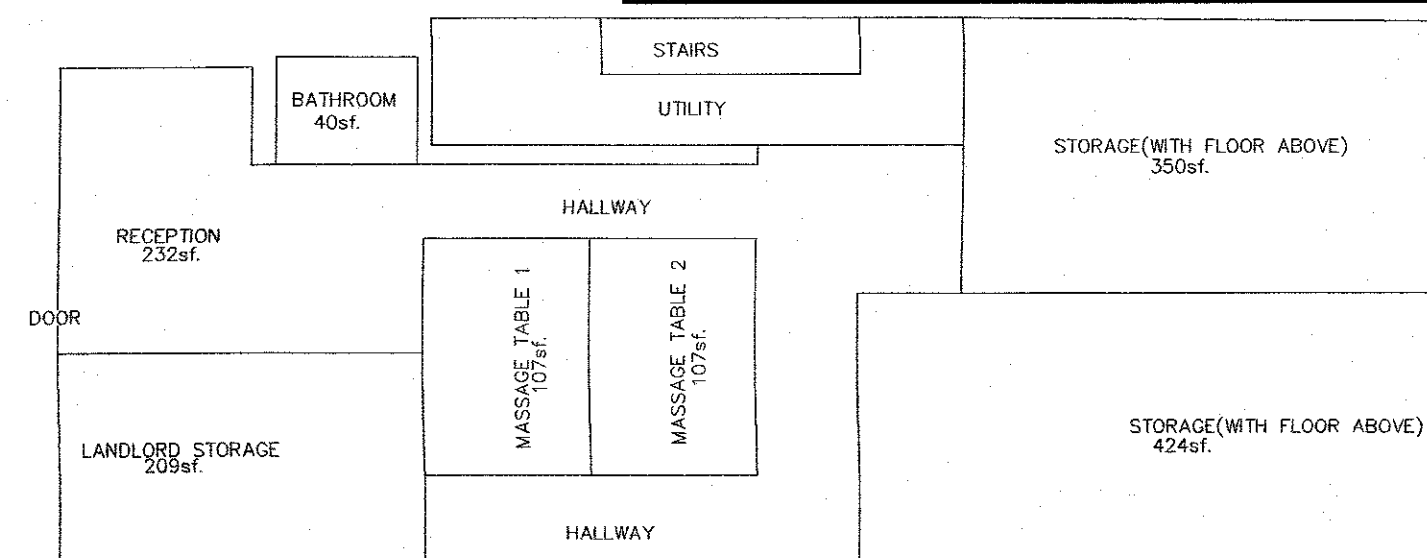 STAIRS
BATHROOM
40sf.
UTILITY
STORAGE(WITH FLOOR ABOVE)
350sf.
HALLWAY
RECEPTION
232sf.
MASSAGE TABLE 1
107sf.
MASSAGE TABLE 2
107sf.
DOOR
LANDLORD STORAGE
209sf.
STORAGE(WITH FLOOR ABOVE)
424sf.
HALLWAY